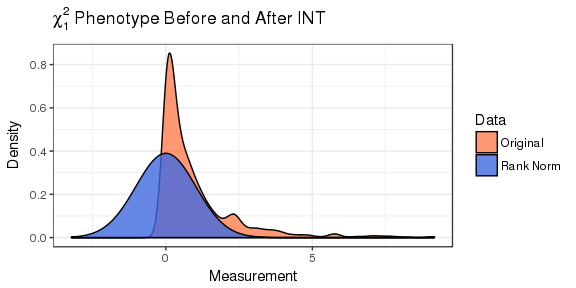 χ₁² Phenotype Before and After INT
0.8
0.6
0.4
0.2
0.0
Density
0
5
Measurement
Data
Original
Rank Norm